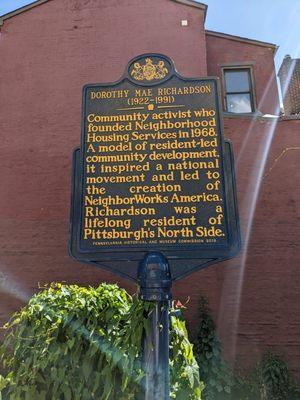 DOROTHY MAE RICHARDSON
(1922-1991)
Community activist who
founded Neighborhood
Housing Services in 1968.
A model of resident-led
community development,
it inspired a national
movement and led to
the creation of
NeighborWorks America.
Richardson was a
lifelong resident of
Pittsburgh's North Side.
PENNSYLVANIA HISTORICAL AND MUSEUM COMMISSION 2019